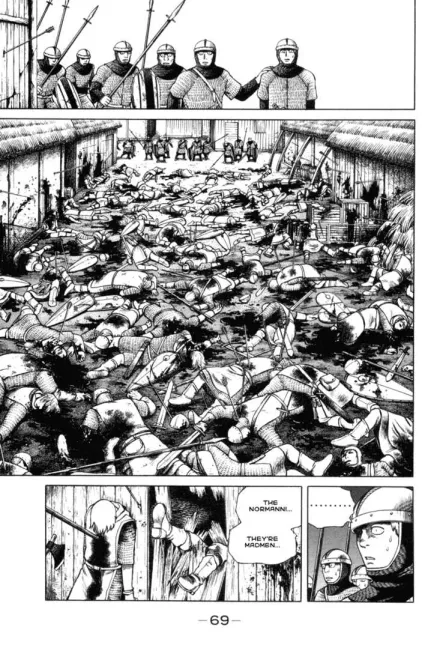 THE
NORMANNI...
THEY'RE
MADMEN...
.........
—69—